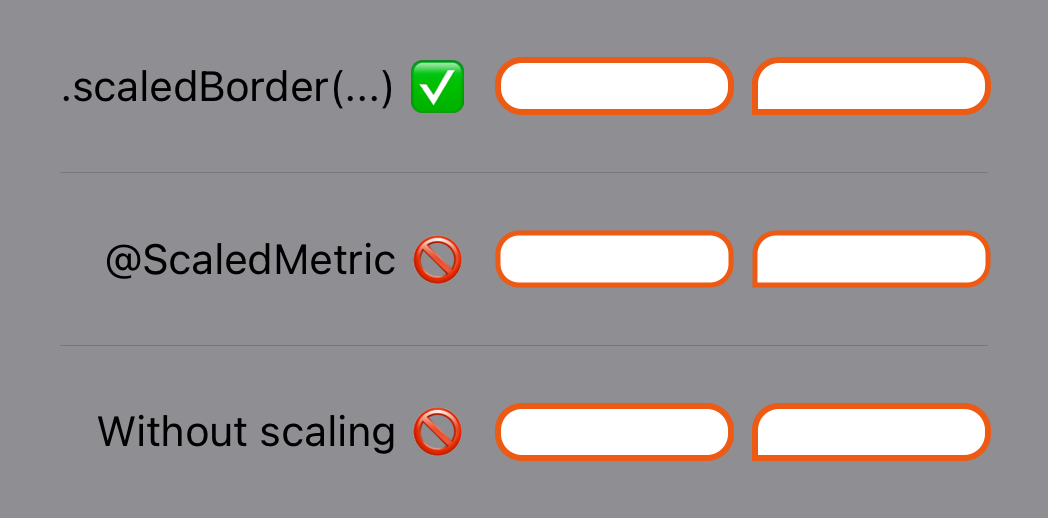 .scaledBorder(...) ✅
@ScaledMetric 🚫
Without scaling 🚫